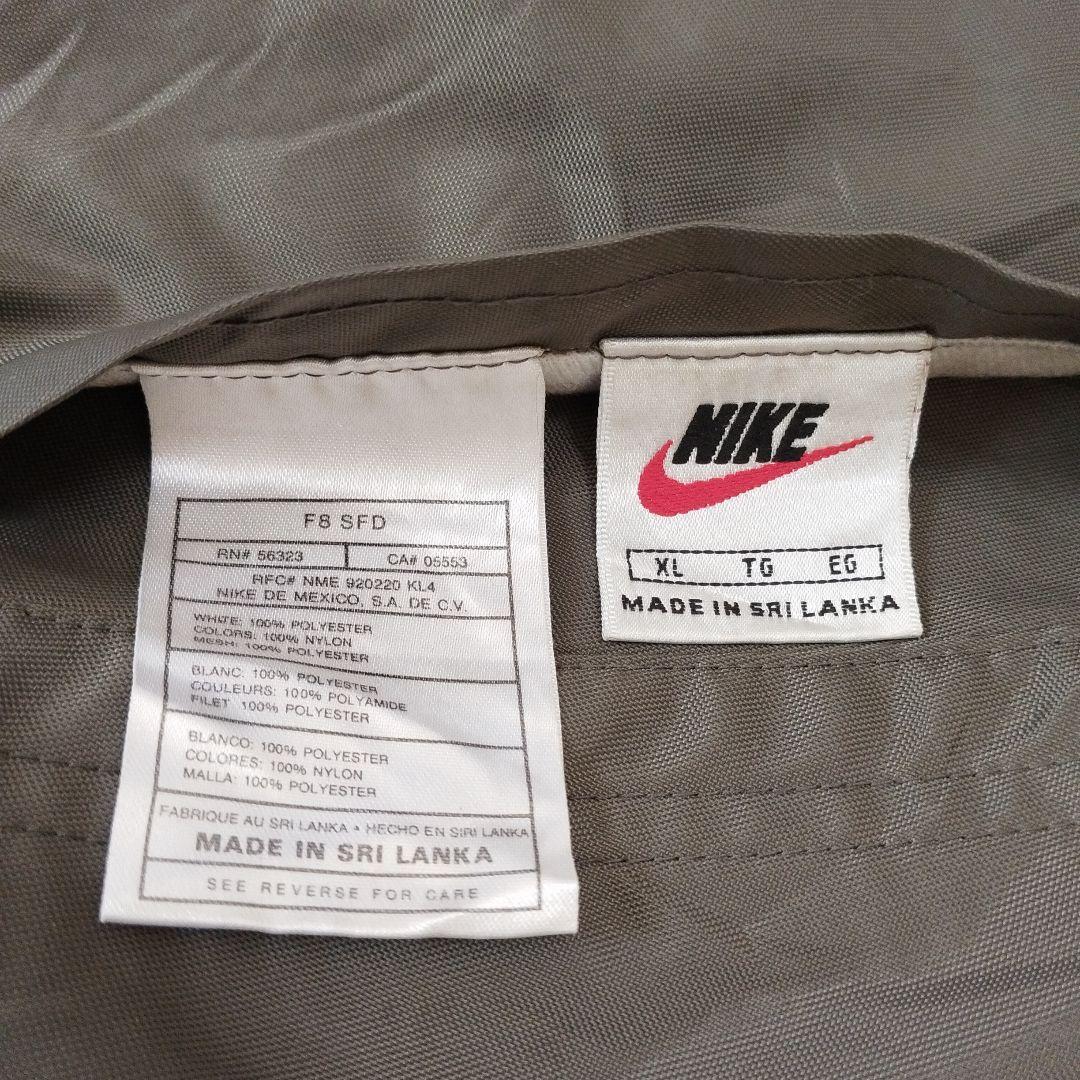 F8 SFD
RN# 56323 CA# 05553
RFC# NME 920220 KL4
NIKE DE MEXICO, S.A. DE C.V.
WHITE: 100% POLYESTER
COLORS: 100% NYLON
MESH: 100% POLYESTER
BLANC: 100% POLYESTER
COULEURS: 100% POLYAMIDE
FILET 100% POLYESTER
BLANCO: 100% POLYESTER
COLORES: 100% NYLON
MALLA: 100% POLYESTER
FABRIQUE AU SRI LANKA • HECHO EN SRI LANKA
MADE IN SRI LANKA
SEE REVERSE FOR CARE
NIKE
XL TG EG
MADE IN SRI LANKA